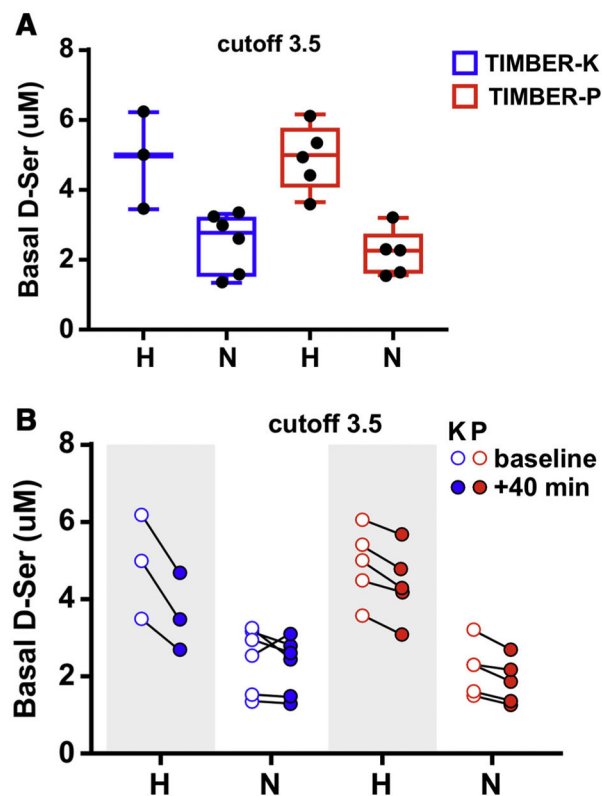 A
cutoff 3.5
TIMBER-K
TIMBER-P
Basal D-Ser (uM)
8
6
4
2
0
H N H N
B
cutoff 3.5
K P
baseline
+40 min
Basal D-Ser (uM)
8
6
4
2
0
H N H N